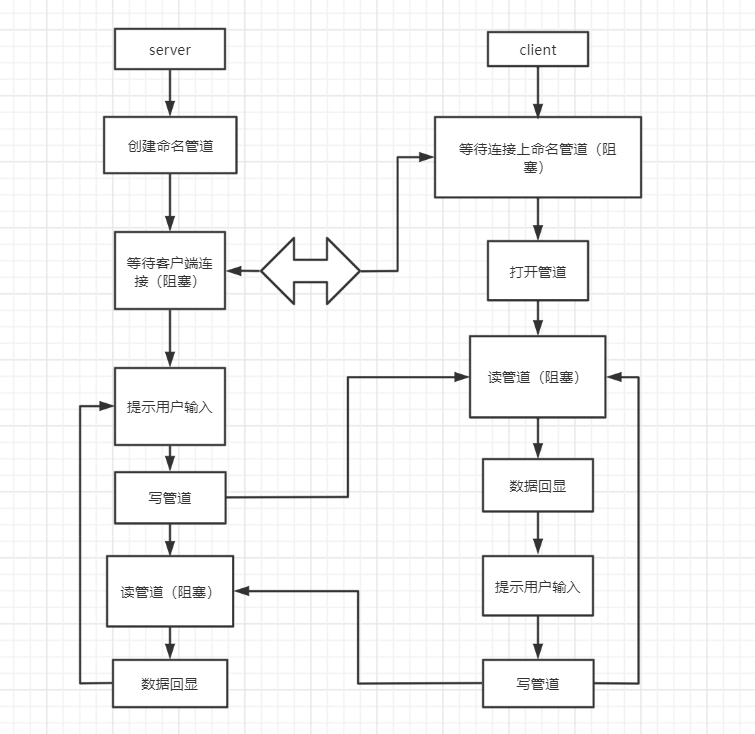 server
创建命名管道
等待客户端连
接（阻塞）
提示用户输入
写管道
读管道（阻塞）
数据回显
client
等待连接上命名管道（阻
塞）
打开管道
读管道（阻塞）
数据回显
提示用户输入
写管道